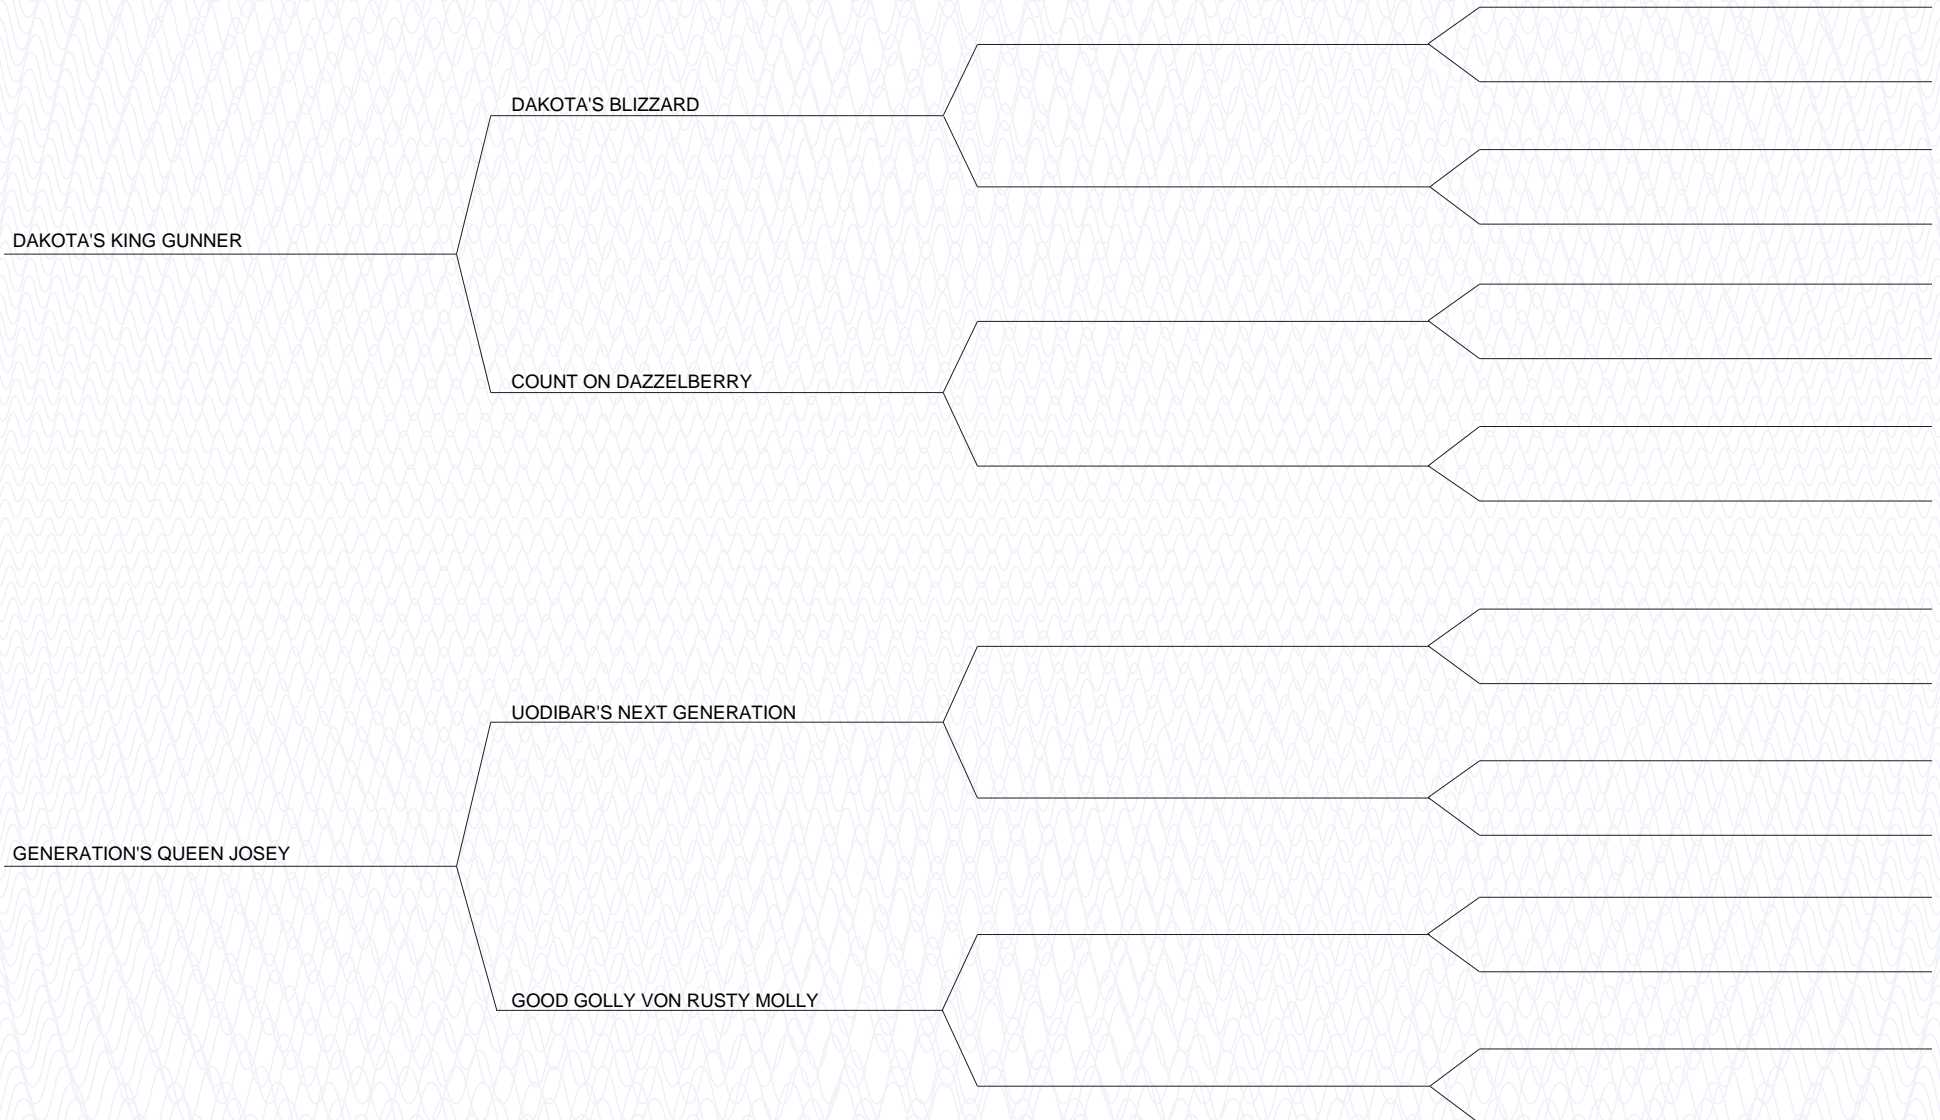 DAKOTA'S BLIZZARD
DAKOTA'S KING GUNNER
COUNT ON DAZZELBERRY
UODIBAR'S NEXT GENERATION
GENERATION'S QUEEN JOSEY
GOOD GOLLY VON RUSTY MOLLY